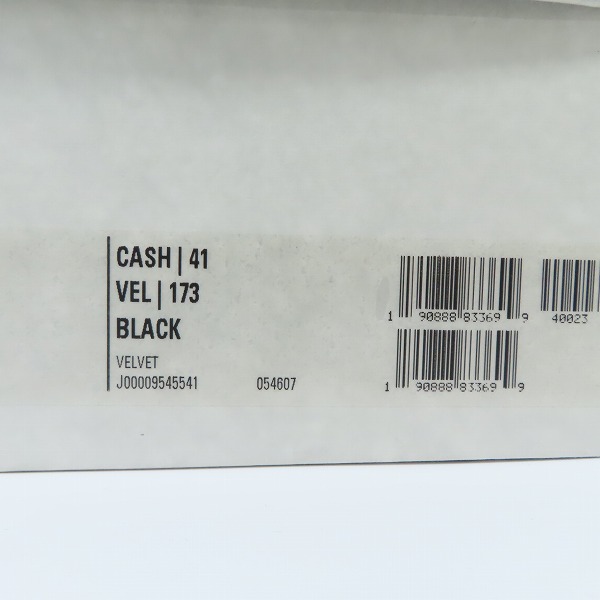 CASH | 41
VEL | 173
BLACK
VELVET
J00009545541 054607
1 90888 83369 9
40023
1 90888 83369 9